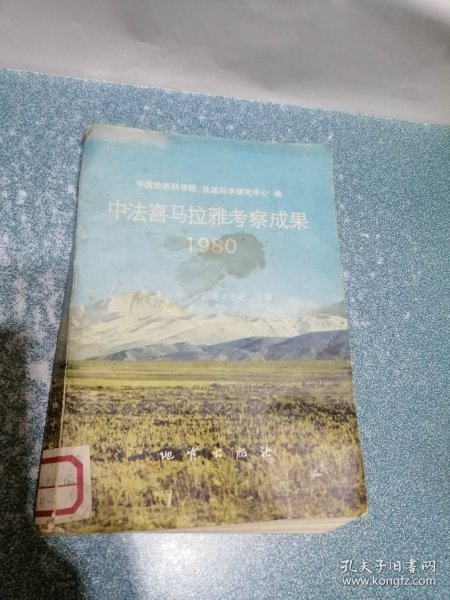 中国地质科学院 法国科学研究中心 编
中法喜马拉雅考察成果
1980
主编
地质出版社
孔夫子旧书网
www.kongfz.com